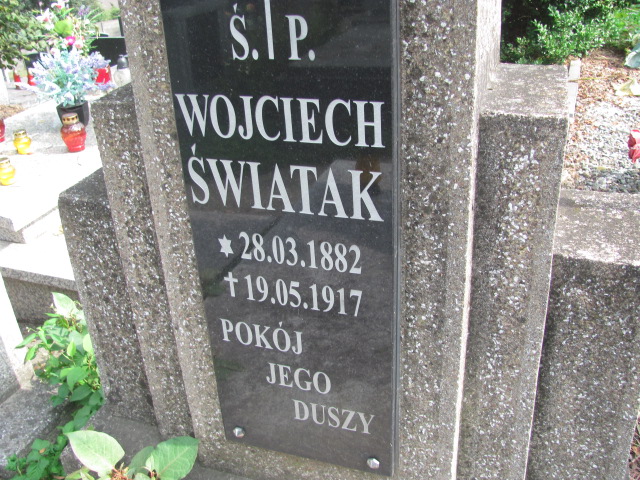 Ś. P.
WOJCIECH
ŚWIATAK
28.03.1882
19.05.1917
POKÓJ
JEGO
DUSZY